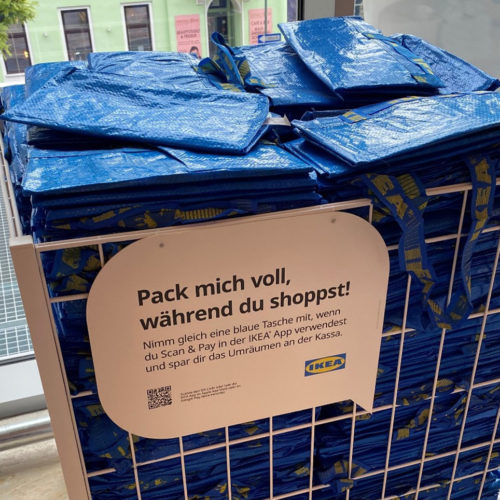 Pack mich voll,
während du shoppst!
Nimm gleich eine blaue Tasche mit, wenn
du Scan & Pay in der IKEA® App verwendest
und spar dir das Umräumen an der Kassa.
IKEA